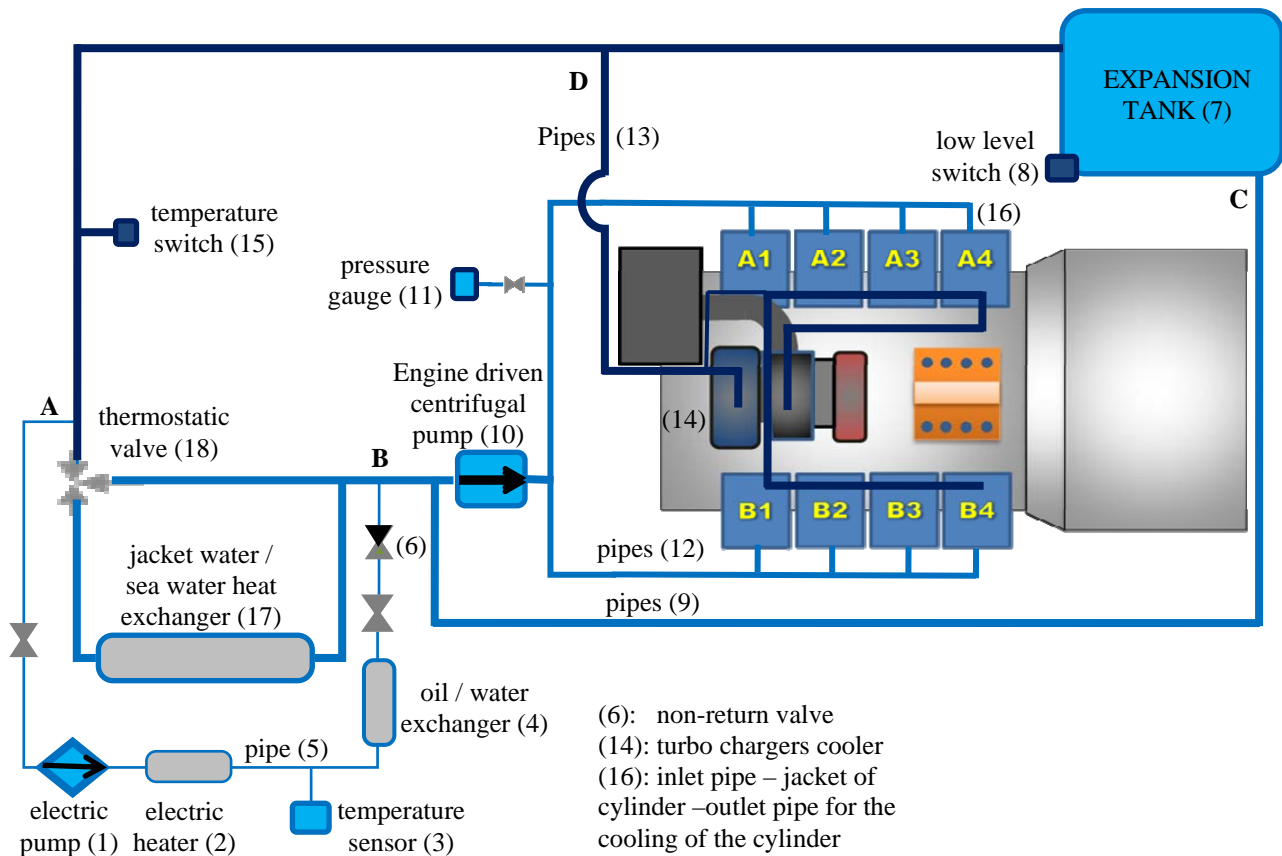 EXPANSION
TANK (7)
D
Pipes (13)
low level
switch (8)
C
temperature
switch (15)
(16)
A1 A2 A3 A4
pressure
gauge (11)
Engine driven
centrifugal
pump (10)
A
thermostatic
valve (18)
(14)
B
B1 B2 B3 B4
(6)
pipes (12)
jacket water /
sea water heat
exchanger (17)
pipes (9)
oil / water
exchanger (4)
pipe (5)
electric
pump (1)
electric
heater (2)
temperature
sensor (3)
(6): non-return valve
(14): turbo chargers cooler
(16): inlet pipe – jacket of
cylinder –outlet pipe for the
cooling of the cylinder